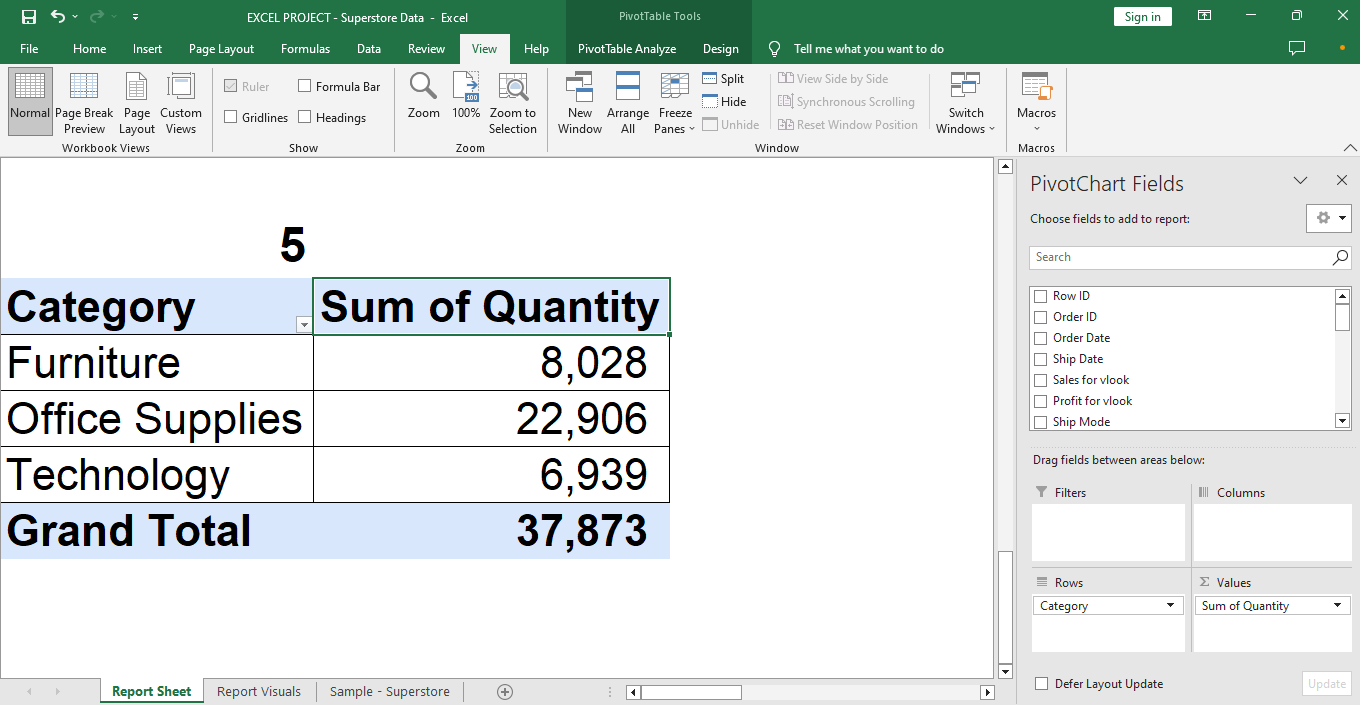 EXCEL PROJECT - Superstore Data - Excel
PivotTable Tools
Sign in
File Home Insert Page Layout Formulas Data Review View Help PivotTable Analyze Design Tell me what you want to do
Normal
Page Break Preview
Page Layout
Custom Views
Workbook Views
Ruler
Formula Bar
Gridlines
Headings
Show
Zoom
100
100%
Zoom to Selection
Zoom
New Window
Arrange All
Freeze Panes
Split
Hide
Unhide
View Side by Side
Synchronous Scrolling
Reset Window Position
Window
Switch Windows
Macros
Macros
5
Category Sum of Quantity
Furniture 8,028
Office Supplies 22,906
Technology 6,939
Grand Total 37,873
PivotChart Fields
Choose fields to add to report:
Search
Row ID
Order ID
Order Date
Ship Date
Sales for vlook
Profit for vlook
Ship Mode
Drag fields between areas below:
Filters
Columns
Rows
Σ Values
Category
Sum of Quantity
Defer Layout Update
Update
Report Sheet Report Visuals Sample - Superstore